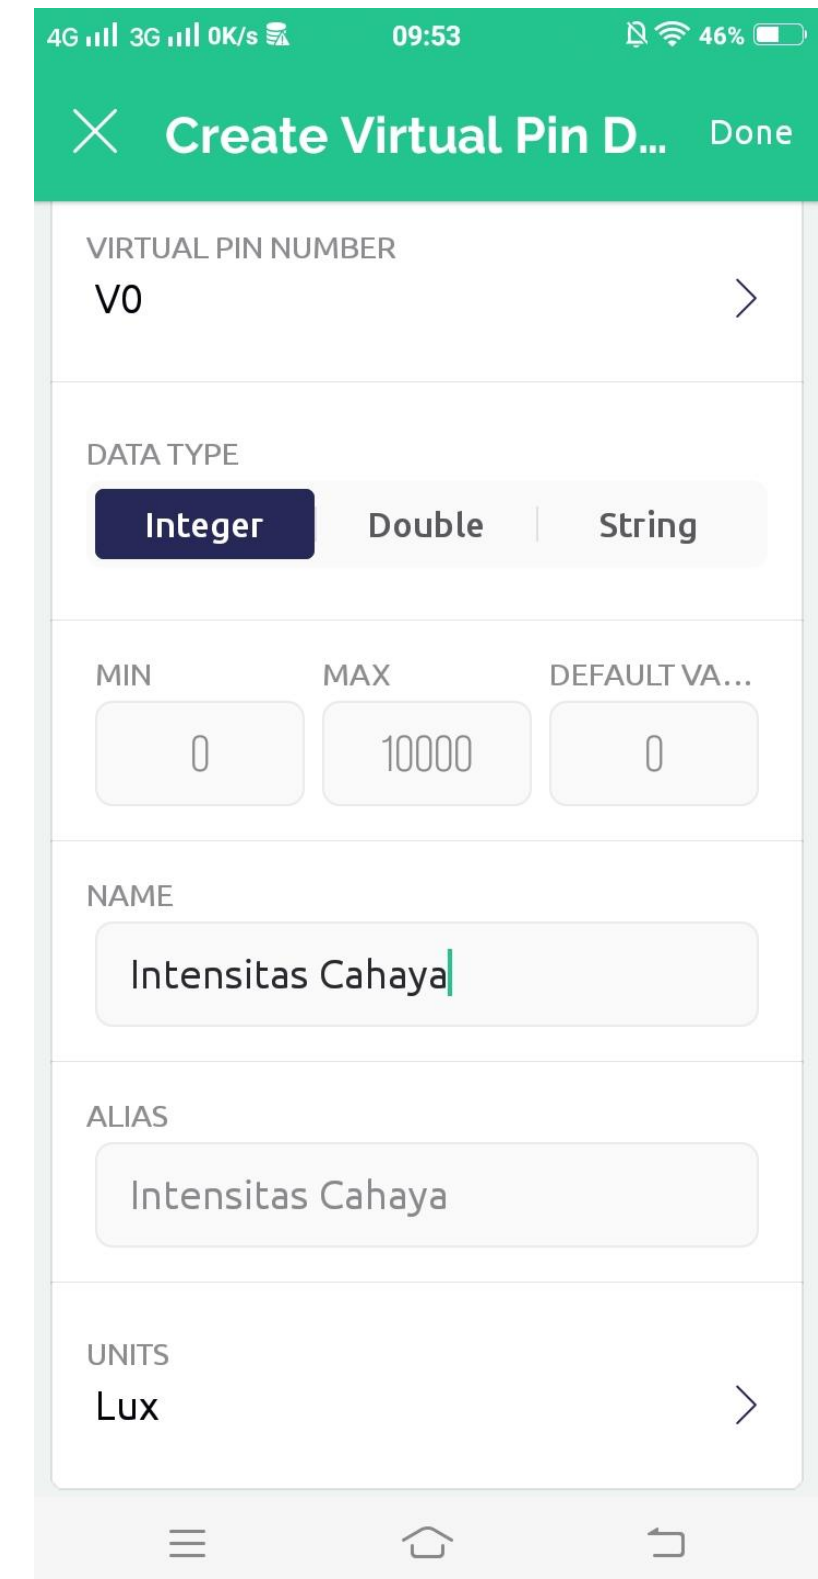 4G 3G 0K/s 09:53 46%
Create Virtual Pin D... Done
VIRTUAL PIN NUMBER
V0
DATA TYPE
Integer Double String
MIN MAX DEFAULT VA...
0 10000 0
NAME
Intensitas Cahaya
ALIAS
Intensitas Cahaya
UNITS
Lux